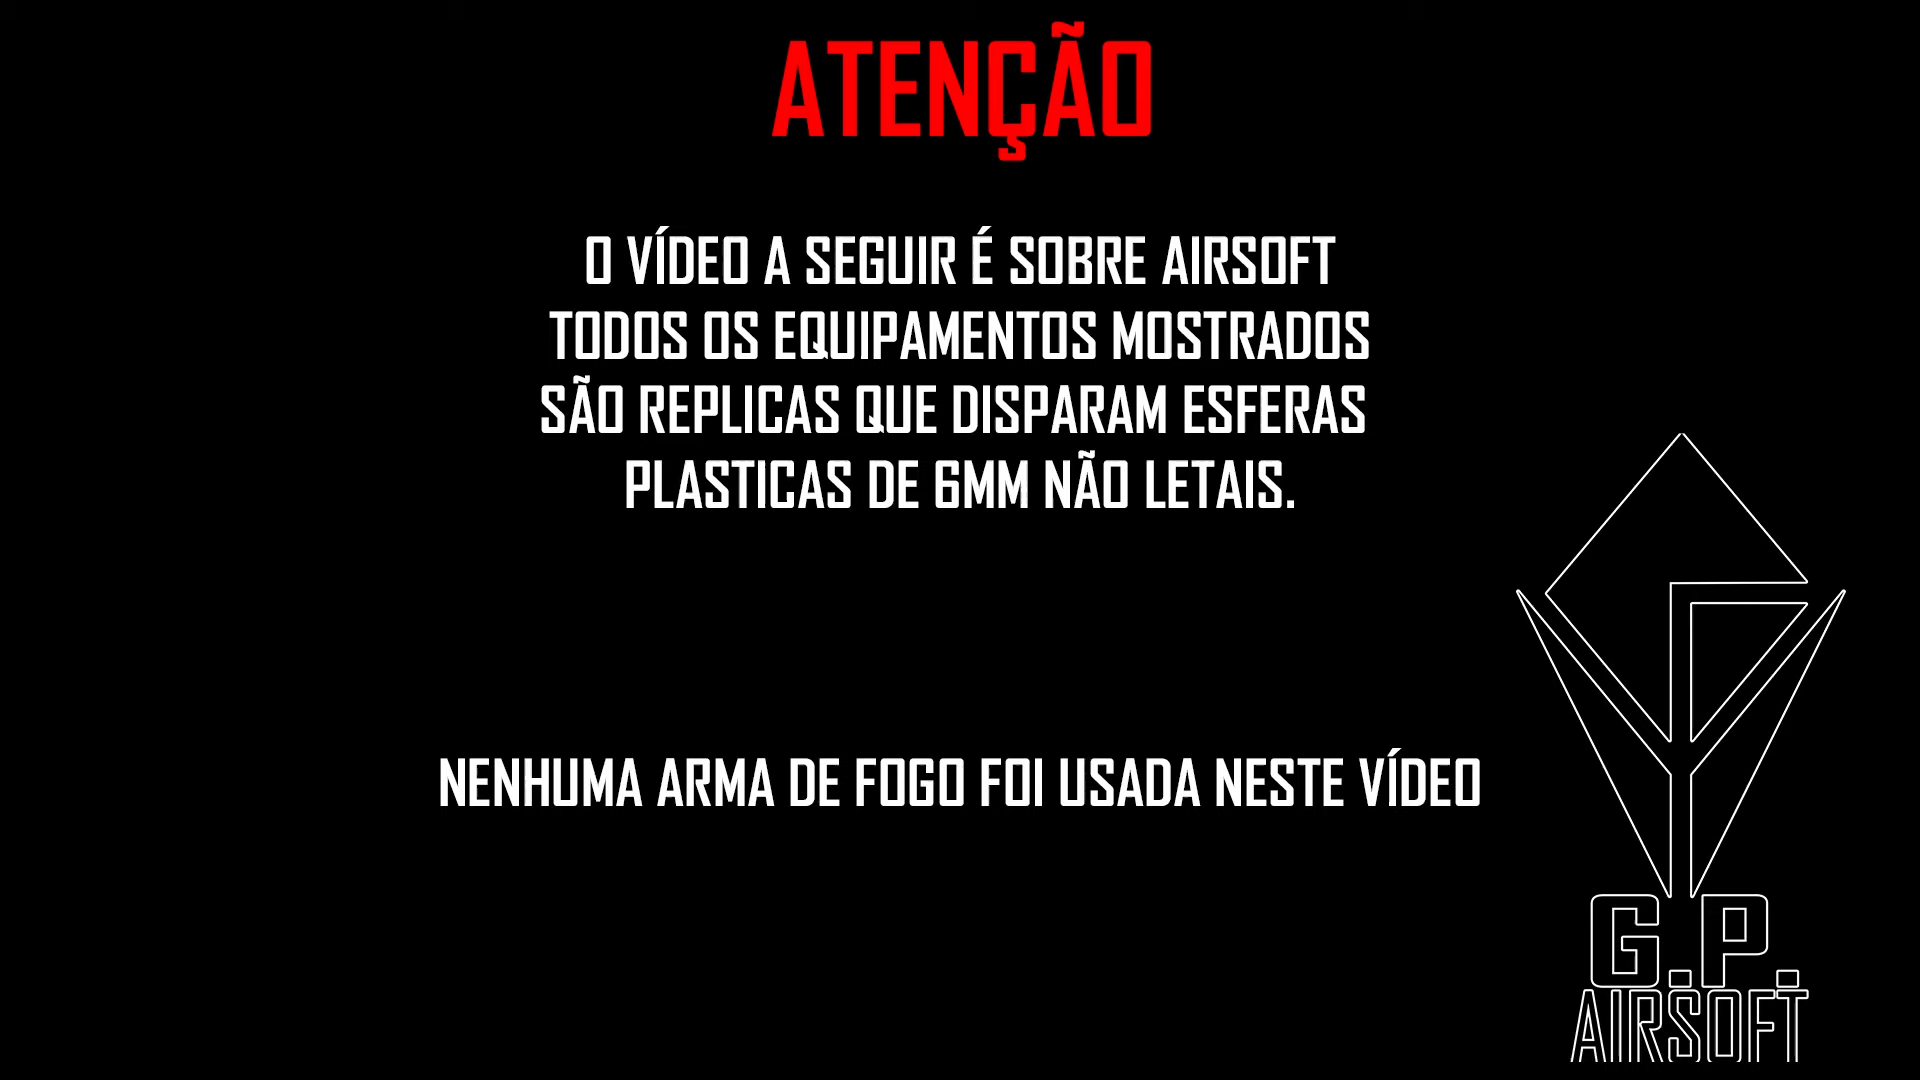 ATENÇÃO
O VÍDEO A SEGUIR É SOBRE AIRSOFT
TODOS OS EQUIPAMENTOS MOSTRADOS
SÃO REPLICAS QUE DISPARAM ESFERAS
PLASTICAS DE 6MM NÃO LETAIS.
NENHUMA ARMA DE FOGO FOI USADA NESTE VÍDEO
G.P.
AIRSOFT